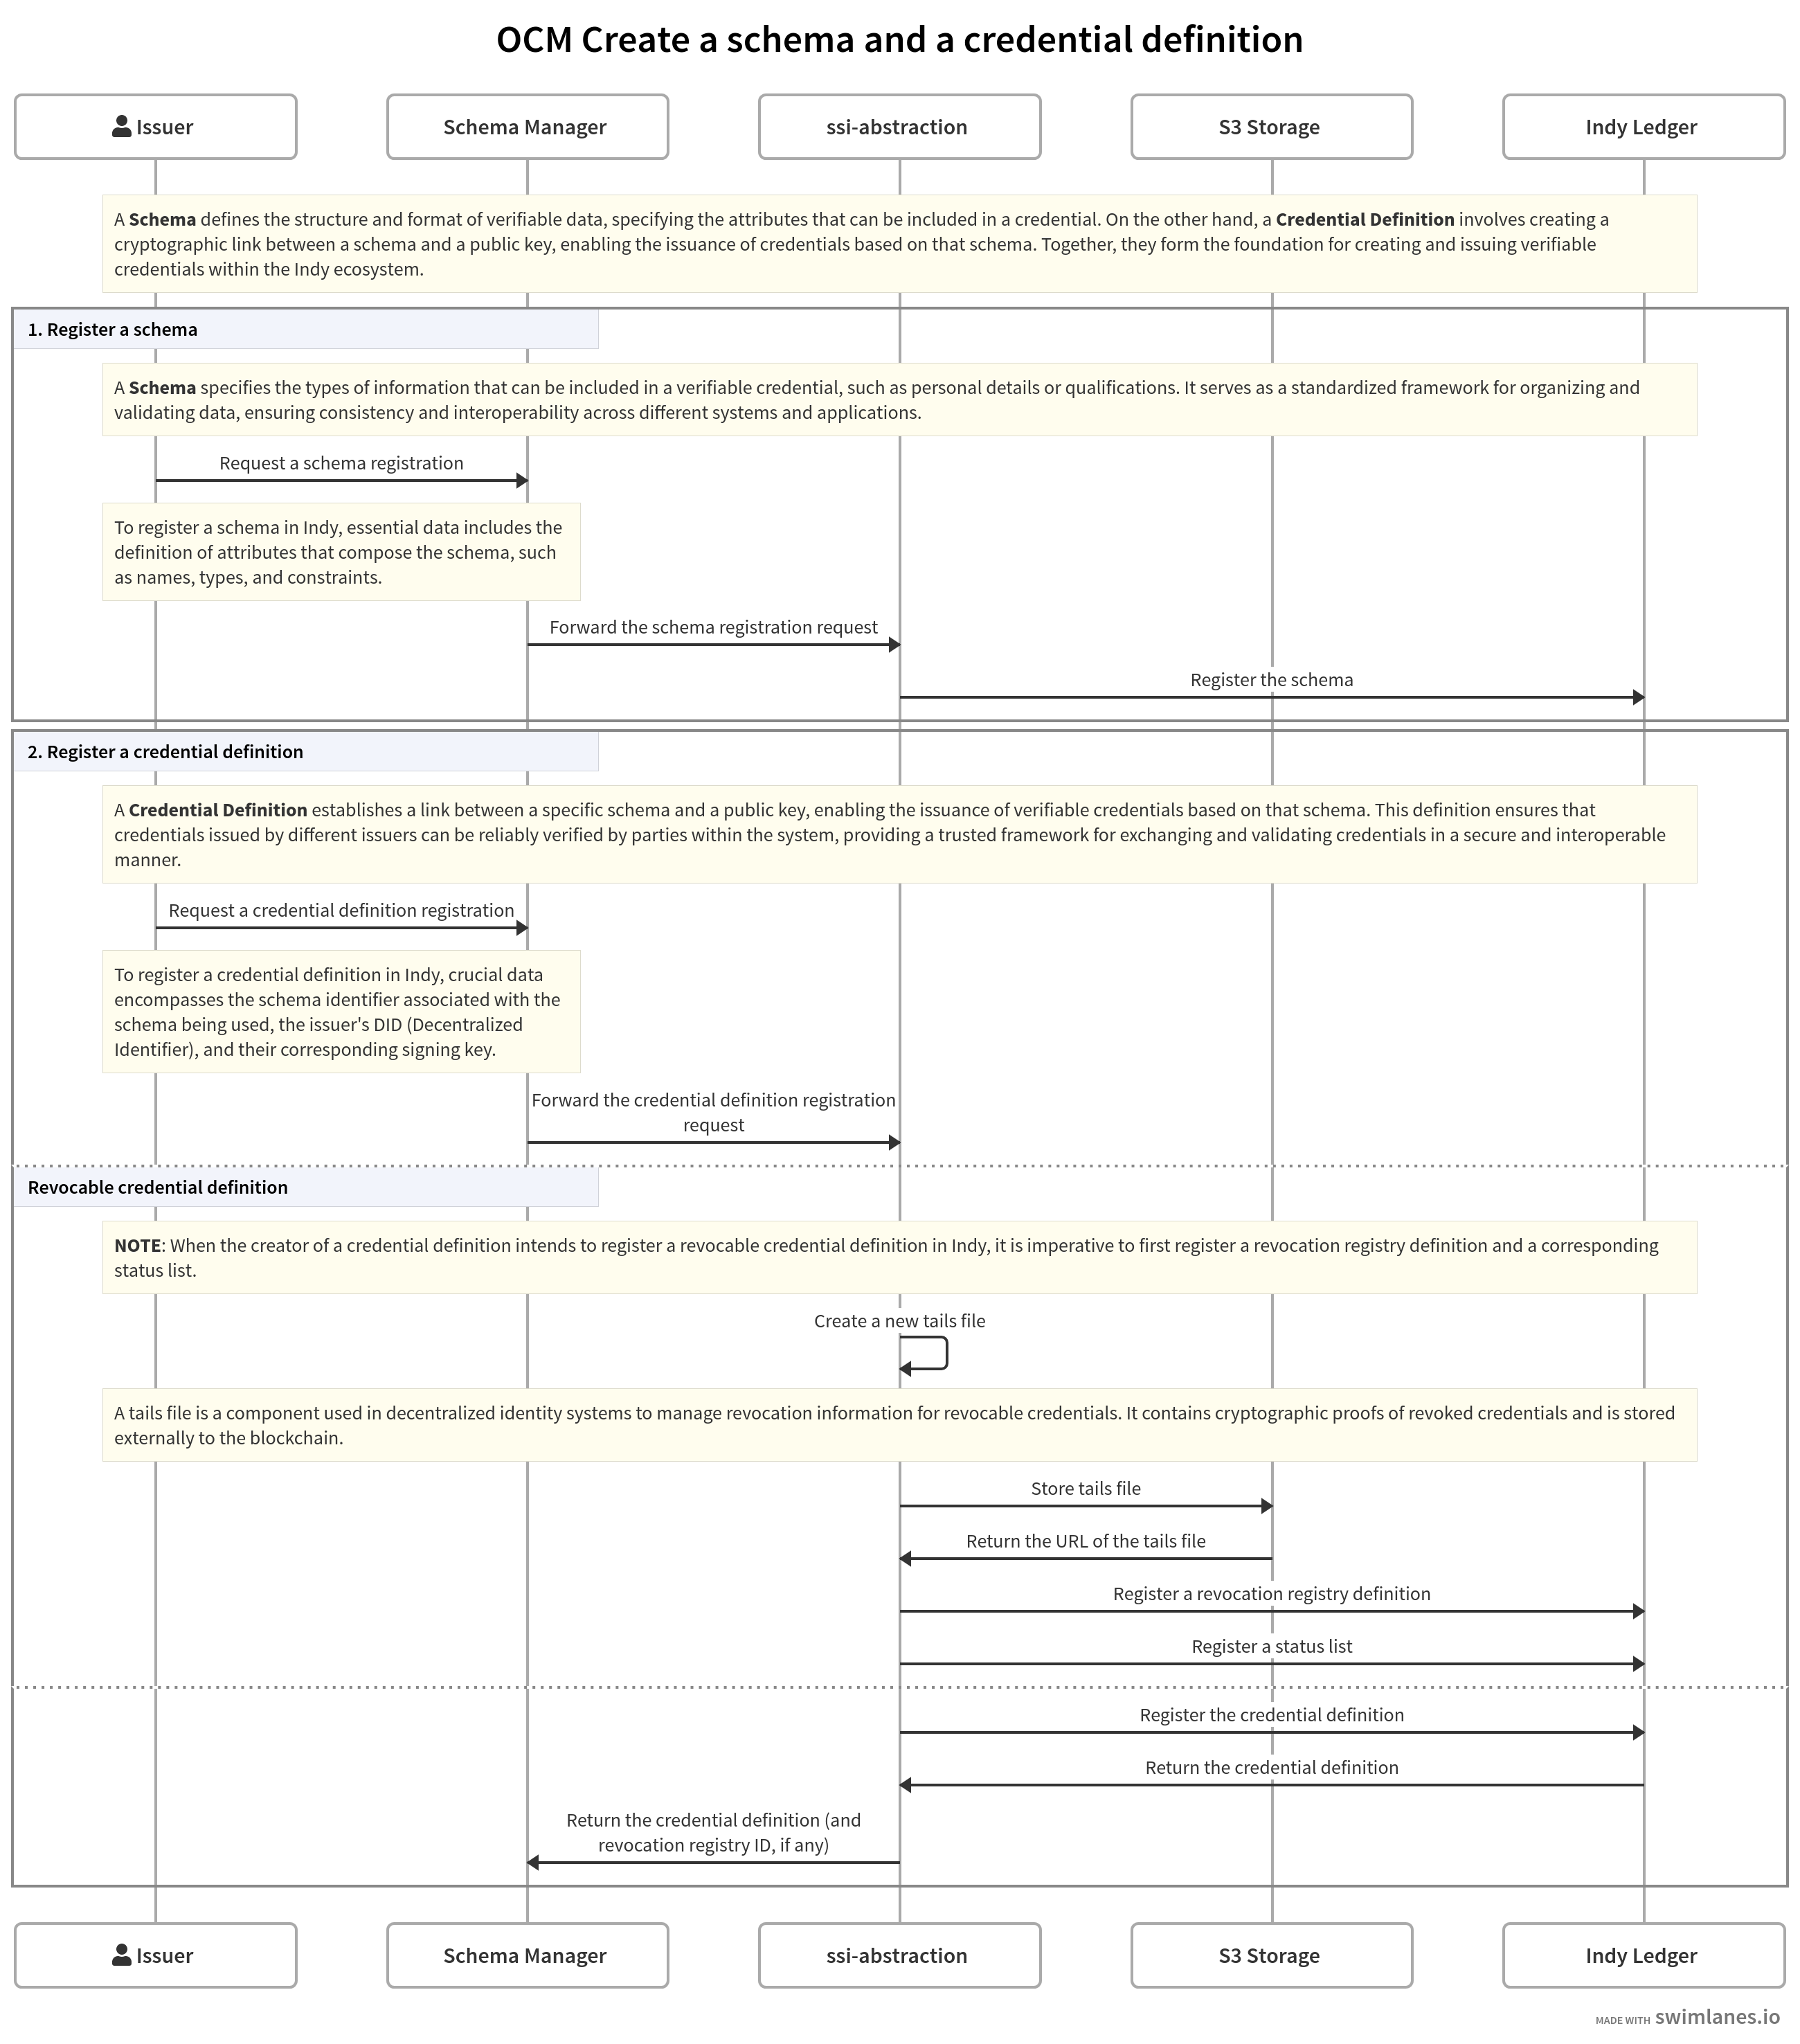 OCM Create a schema and a credential definition
Issuer
Schema Manager
ssi-abstraction
S3 Storage
Indy Ledger
A Schema defines the structure and format of verifiable data, specifying the attributes that can be included in a credential. On the other hand, a Credential Definition involves creating a
cryptographic link between a schema and a public key, enabling the issuance of credentials based on that schema. Together, they form the foundation for creating and issuing verifiable
credentials within the Indy ecosystem.
1. Register a schema
A Schema specifies the types of information that can be included in a verifiable credential, such as personal details or qualifications. It serves as a standardized framework for organizing and
validating data, ensuring consistency and interoperability across different systems and applications.
Request a schema registration
To register a schema in Indy, essential data includes the
definition of attributes that compose the schema, such
as names, types, and constraints.
Forward the schema registration request
Register the schema
2. Register a credential definition
A Credential Definition establishes a link between a specific schema and a public key, enabling the issuance of verifiable credentials based on that schema. This definition ensures that
credentials issued by different issuers can be reliably verified by parties within the system, providing a trusted framework for exchanging and validating credentials in a secure and interoperable
manner.
Request a credential definition registration
To register a credential definition in Indy, crucial data
encompasses the schema identifier associated with the
schema being used, the issuer's DID (Decentralized
Identifier), and their corresponding signing key.
Forward the credential definition registration
request
Revocable credential definition
NOTE: When the creator of a credential definition intends to register a revocable credential definition in Indy, it is imperative to first register a revocation registry definition and a corresponding
status list.
Create a new tails file
A tails file is a component used in decentralized identity systems to manage revocation information for revocable credentials. It contains cryptographic proofs of revoked credentials and is stored
externally to the blockchain.
Store tails file
Return the URL of the tails file
Register a revocation registry definition
Register a status list
Register the credential definition
Return the credential definition
Return the credential definition (and
revocation registry ID, if any)
Issuer
Schema Manager
ssi-abstraction
S3 Storage
Indy Ledger
MADE WITH swimlanes.io